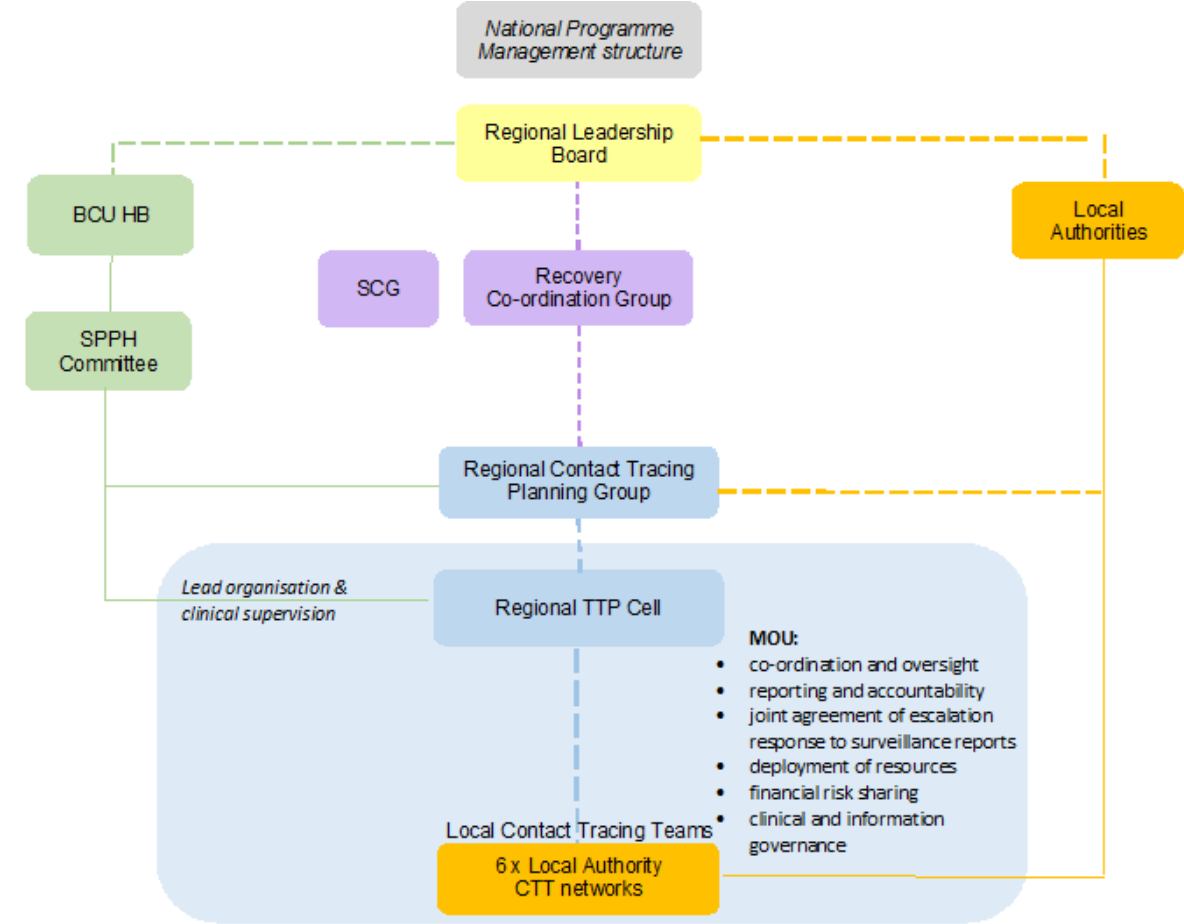 National Programme
Management structure
Regional Leadership
Board
BCU HB
Local
Authorities
SCG
Recovery
Co-ordination Group
SPPH
Committee
Regional Contact Tracing
Planning Group
Lead organisation &
clinical supervision
Regional TTP Cell
MOU:
• co-ordination and oversight
• reporting and accountability
• joint agreement of escalation
response to surveillance reports
• deployment of resources
• financial risk sharing
• clinical and information
governance
Local Contact Tracing Teams
6 x Local Authority
CTT networks